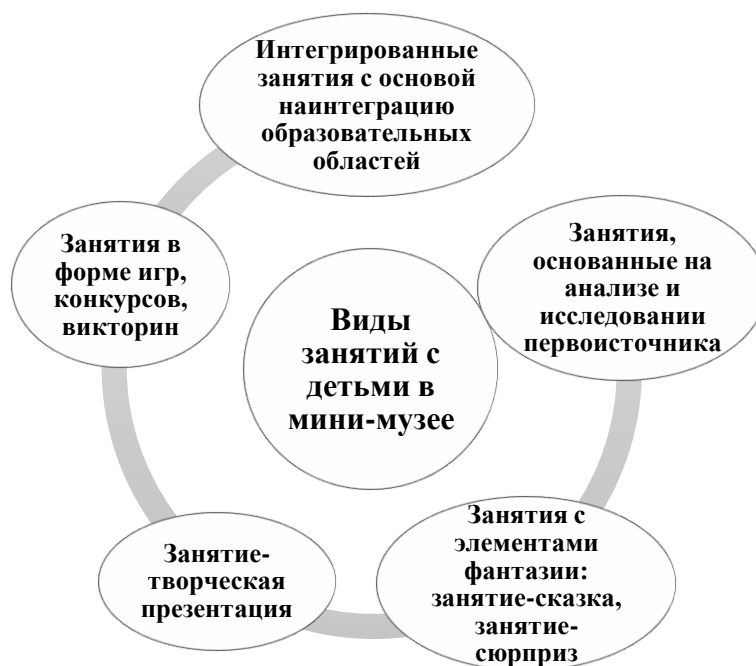 Интегрированные
занятия с основой
наинтеграцию
образовательных
областей
Занятия,
основанные на
анализе и
исследовании
первоисточника
Занятия с
элементами
фантазии:
занятие-сказка,
занятие-
сюрприз
Занятие-
творческая
презентация
Занятия в
форме игр,
конкурсов,
викторин
Виды
занятий с
детьми в
мини-музее